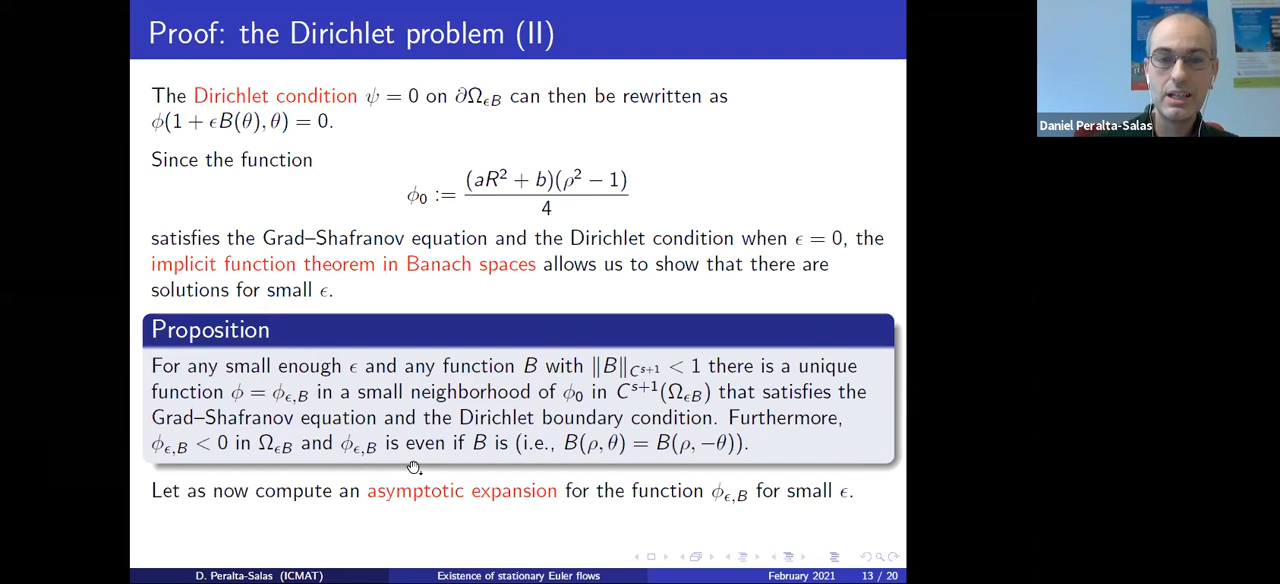 Proof: the Dirichlet problem (II)
The Dirichlet condition ψ = 0 on ∂Ω_{ϵB} can then be rewritten as
ϕ(1 + ϵB(θ), θ) = 0.
Since the function
ϕ₀ := (aR² + b)(ρ² − 1) / 4
satisfies the Grad–Shafranov equation and the Dirichlet condition when ϵ = 0, the
implicit function theorem in Banach spaces allows us to show that there are
solutions for small ϵ.
Proposition
For any small enough ϵ and any function B with ‖B‖_{C^{s+1}} < 1 there is a unique
function ϕ = ϕ_{ϵ,B} in a small neighborhood of ϕ₀ in C^{s+1}(Ω_{ϵB}) that satisfies the
Grad–Shafranov equation and the Dirichlet boundary condition. Furthermore,
ϕ_{ϵ,B} < 0 in Ω_{ϵB} and ϕ_{ϵ,B} is even if B is (i.e., B(ρ, θ) = B(ρ, −θ)).
Let as now compute an asymptotic expansion for the function ϕ_{ϵ,B} for small ϵ.
D. Peralta-Salas (ICMAT) Existence of stationary Euler flows February 2021 13 / 20
Daniel Peralta-Salas